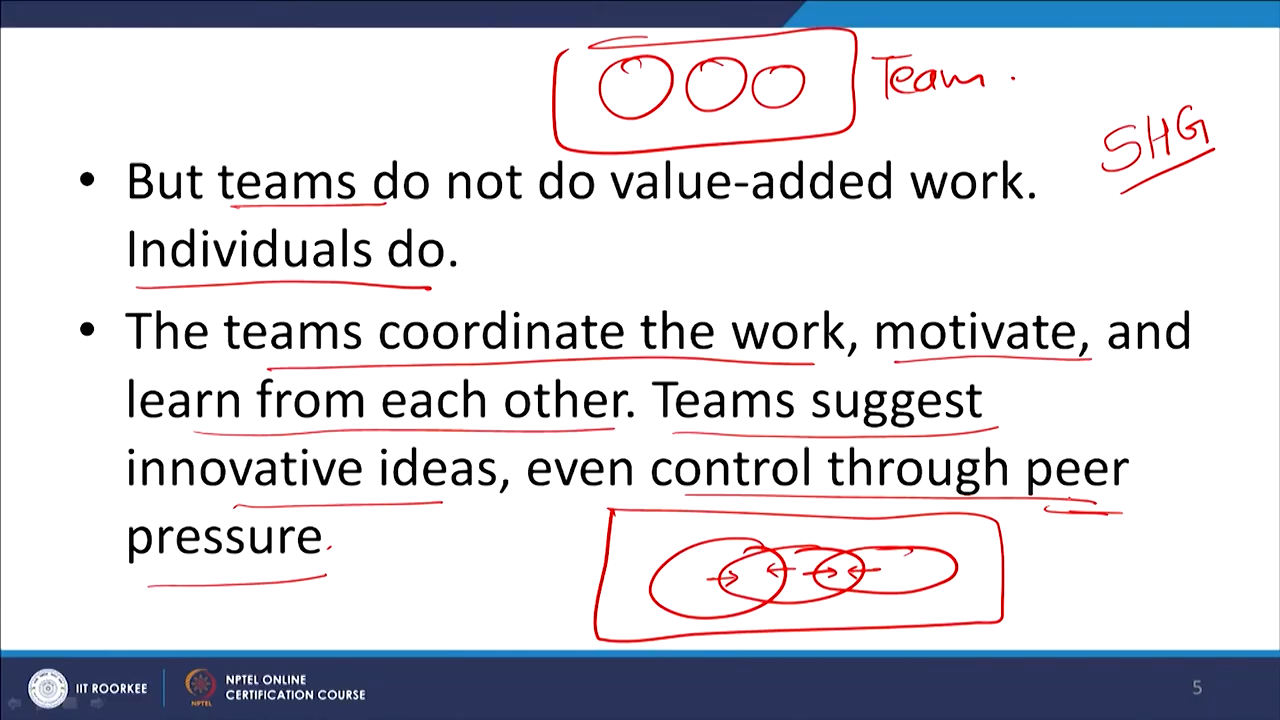 Team.
SHG
• But teams do not do value-added work.
Individuals do.
• The teams coordinate the work, motivate, and
learn from each other. Teams suggest
innovative ideas, even control through peer
pressure.
IIT ROORKEE
NPTEL
NPTEL ONLINE
CERTIFICATION COURSE
5